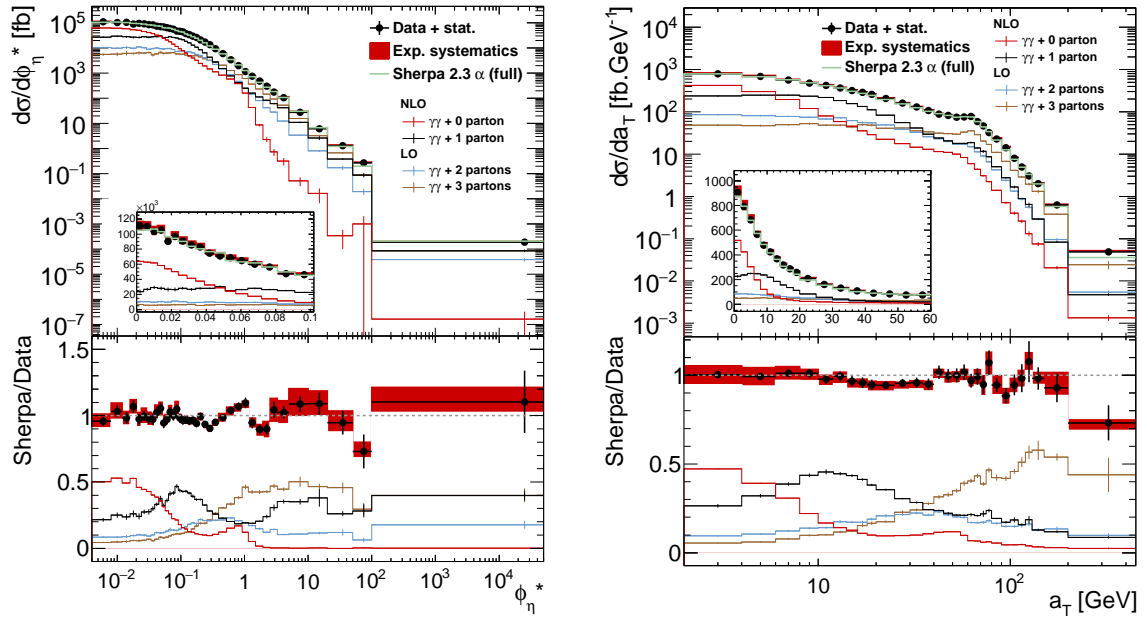 dσ/dϕη* [fb]
10⁵
10³
10
10⁻¹
10⁻³
10⁻⁴
10⁻⁵
10⁻⁷
Data + stat.
Exp. systematics
Sherpa 2.3 α (full)
NLO
γγ + 0 parton
γγ + 1 parton
LO
γγ + 2 partons
γγ + 3 partons
×10³
120
100
80
60
40
20
0
0 0.02 0.04 0.06 0.08 0.1
Sherpa/Data
1.5
1
0.5
0
10⁻² 10⁻¹ 1 10 10² 10³ 10⁴
ϕη*
dσ/daT [fb.GeV⁻¹]
10⁴
10³
10²
10
1
10⁻¹
10⁻²
10⁻³
Data + stat.
Exp. systematics
Sherpa 2.3 α (full)
NLO
γγ + 0 parton
γγ + 1 parton
LO
γγ + 2 partons
γγ + 3 partons
1000
800
600
400
200
0
0 10 20 30 40 50 60
Sherpa/Data
1
0.5
0
10 10²
aT [GeV]